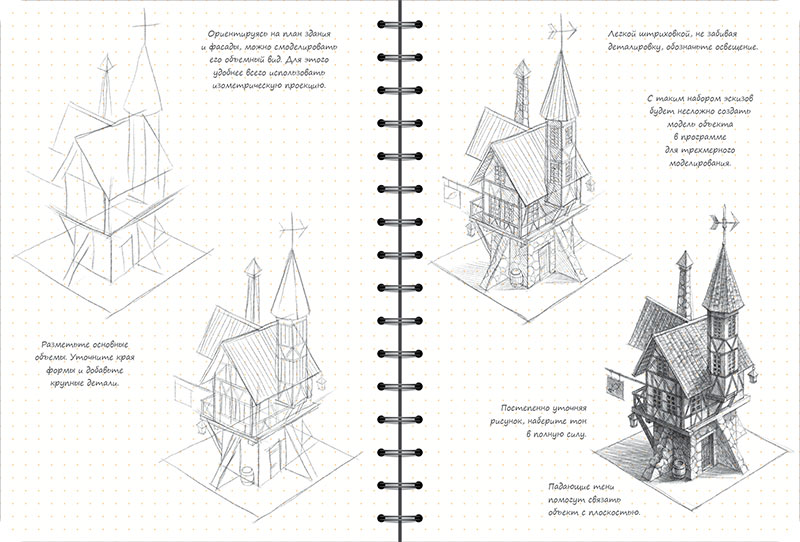 Ориентируясь на план здания
и фасады, можно смоделировать
его объемный вид. Для этого
удобнее всего использовать
изометрическую проекцию.
Разметьте основные
объемы. Уточните края
формы и добавьте
крупные детали.
Легкой штриховкой, не забивая
деталировку, обозначьте освещение.
С таким набором эскизов
будет несложно создать
модель объекта
в программе
для трехмерного
моделирования.
Постепенно уточняя
рисунок, наберите тон
в полную силу.
Падающие тени
помогут связать
объект с плоскостью.